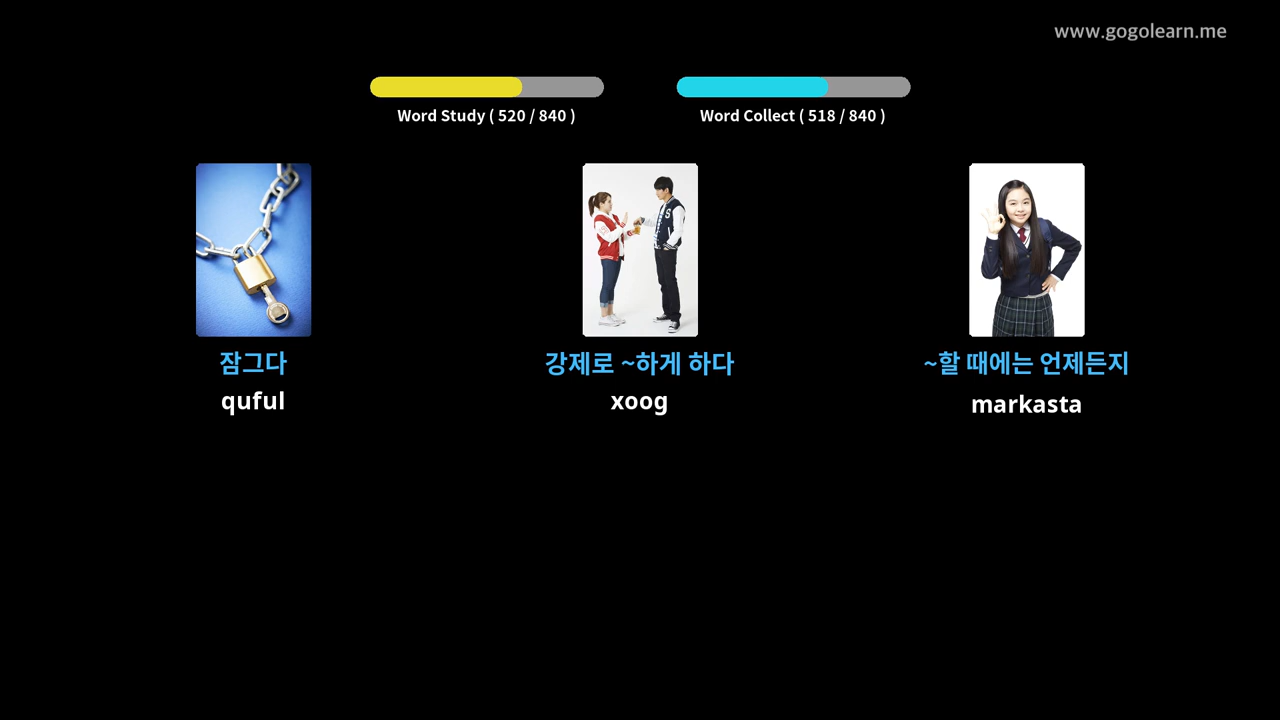 www.gogolearn.me
Word Study ( 520 / 840 )
Word Collect ( 518 / 840 )
잠그다
강제로 ~하게 하다
~할 때에는 언제든지
quful
xoog
markasta